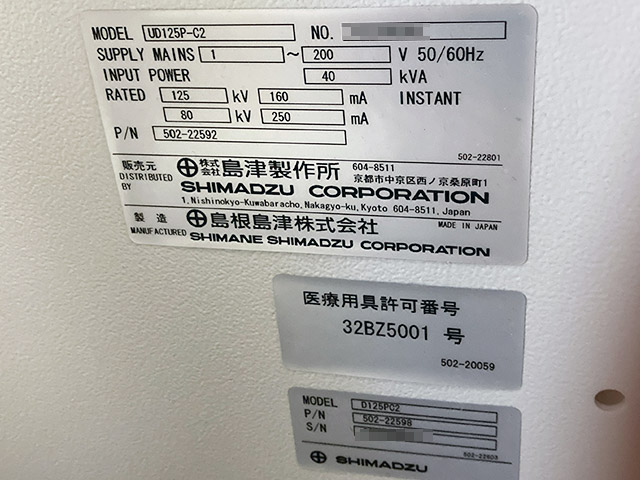 MODEL UD125P-C2 NO.
SUPPLY MAINS 1 ~ 200 V 50/60Hz
INPUT POWER 40 kVA
RATED 125 kV 160 mA INSTANT
80 kV 250 mA
P/N 502-22592
502-22801
販売元 DISTRIBUTED BY
株式会社 島津製作所 604-8511 京都市中京区西ノ京桑原町1
SHIMADZU CORPORATION
1,Nishinokyo-Kuwabaracho,Nakagyo-ku,Kyoto 604-8511,Japan
製造 MANUFACTURED
島根島津株式会社 MADE IN JAPAN
SHIMANE SHIMADZU CORPORATION
医療用具許可番号
32BZ5001 号
502-20059
MODEL D125PC2
P/N 502-22598
S/N
SHIMADZU